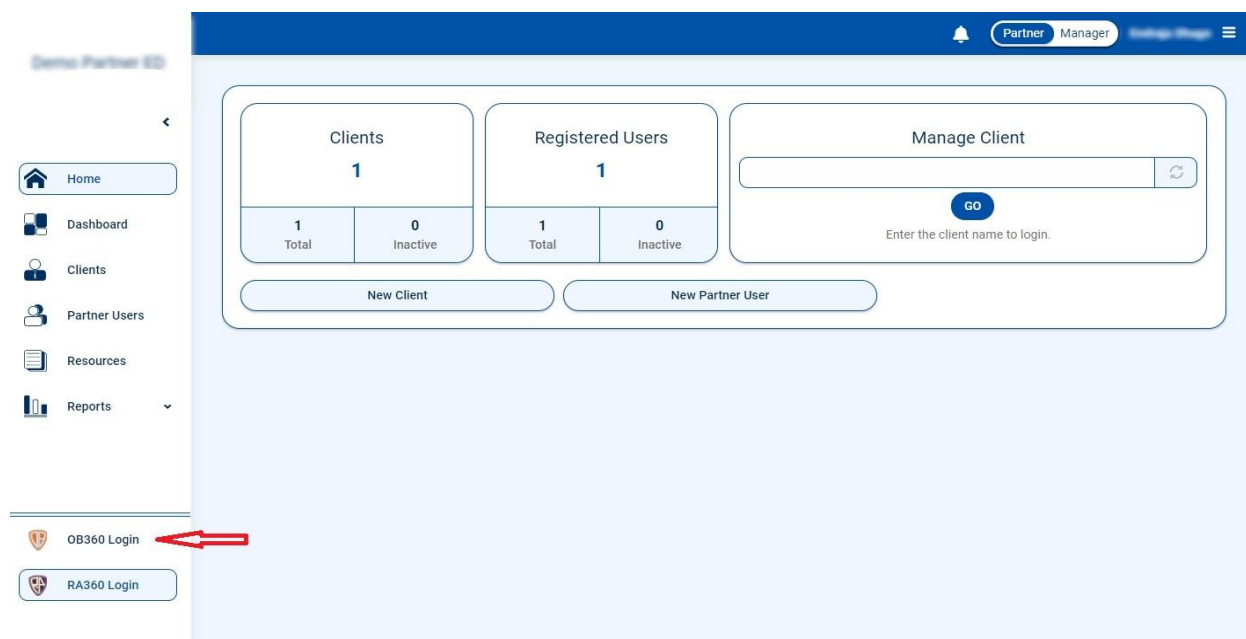 Partner Manager
Home
Dashboard
Clients
Partner Users
Resources
Reports
OB360 Login
RA360 Login
Clients
1
1
Total
0
Inactive
Registered Users
1
1
Total
0
Inactive
Manage Client
GO
Enter the client name to login.
New Client
New Partner User